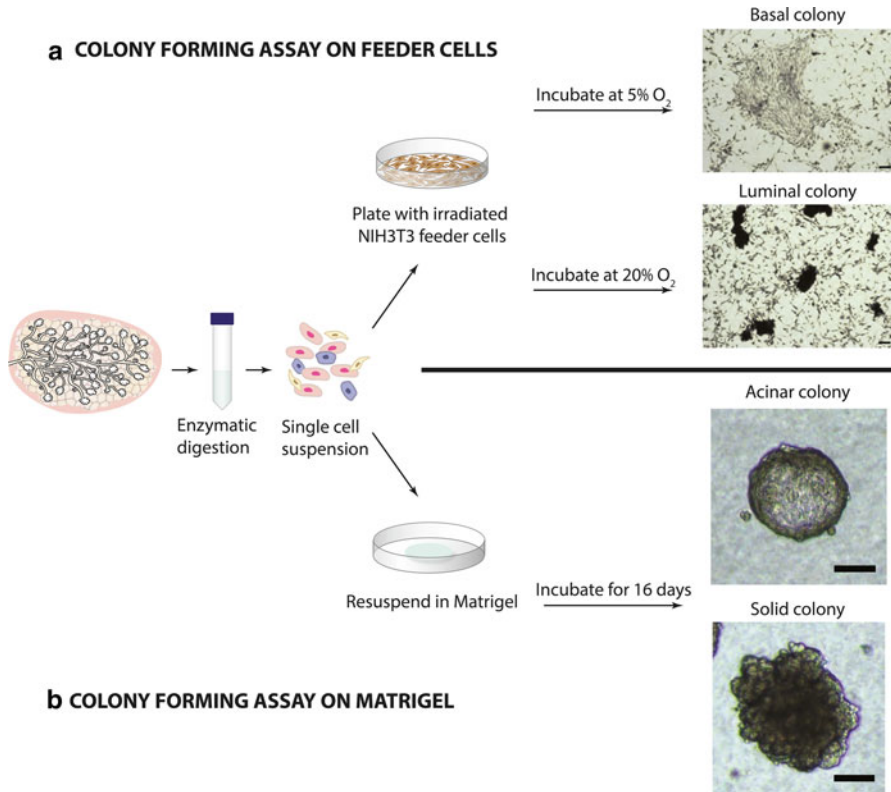 a COLONY FORMING ASSAY ON FEEDER CELLS
Basal colony
Incubate at 5% O₂
Plate with irradiated
NIH3T3 feeder cells
Luminal colony
Incubate at 20% O₂
Enzymatic
digestion
Single cell
suspension
Acinar colony
Resuspend in Matrigel
Incubate for 16 days
Solid colony
b COLONY FORMING ASSAY ON MATRIGEL